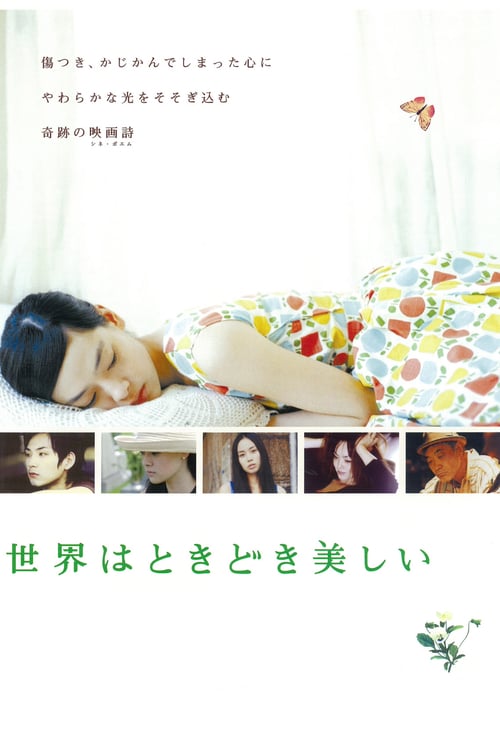 傷つき、かじかんでしまった心に
やわらかな光をそそぎ込む
奇跡の映画詩
シネ・ポエム
世界はときどき美しい